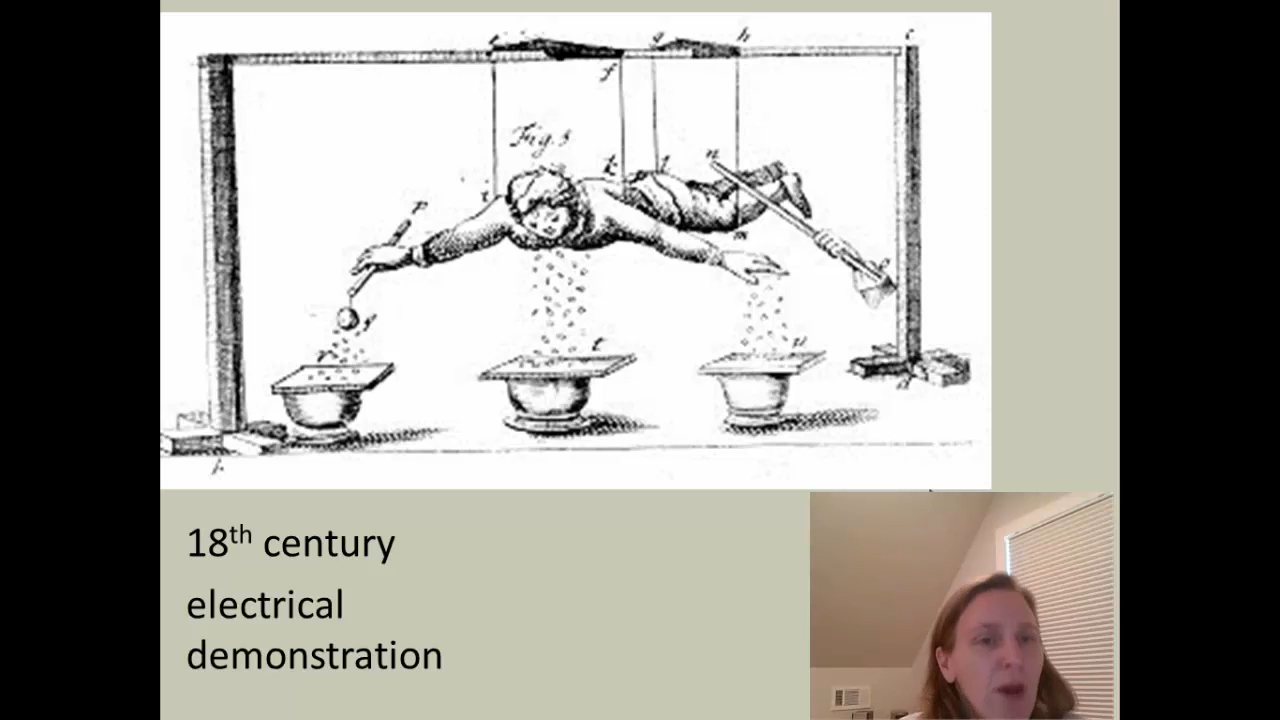 Fig. 3
e
g
h
c
f
i
k
l
n
m
p
q
r
t
u
b
18th century
electrical
demonstration